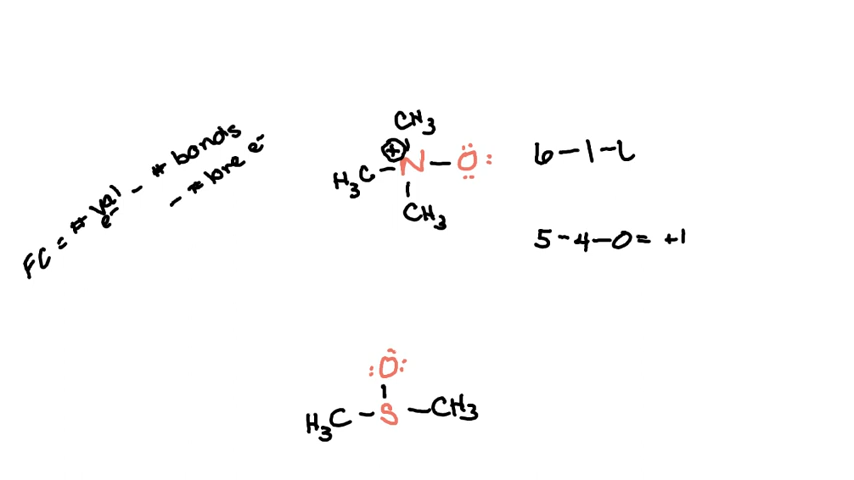 FC = # val e⁻ - # bonds
- # lone e⁻
CH₃
⊕
H₃C - N - Ö:
CH₃
6 - 1 - 6
5 - 4 - 0 = +1
:Ö:
H₃C - S - CH₃